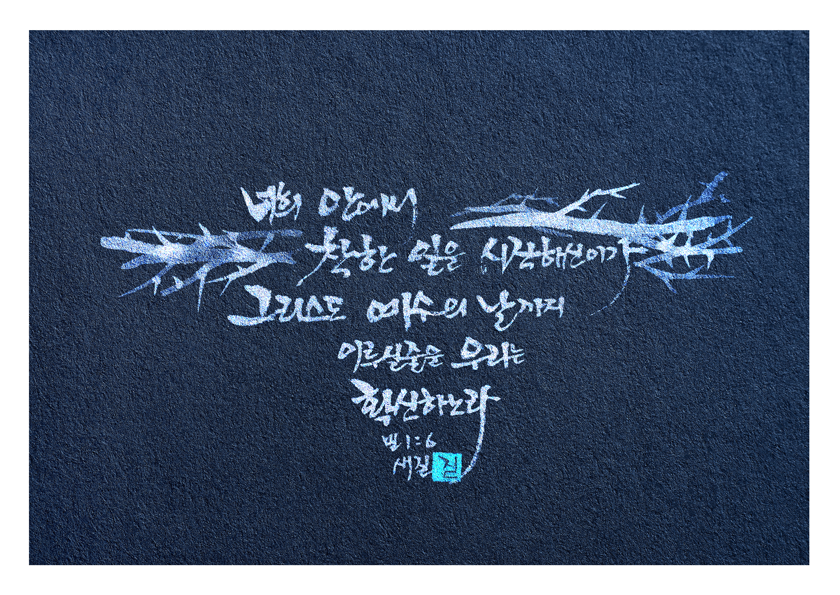 너희 안에서
착한 일을 시작하신이가
그리스도 예수의 날까지
이루실줄을 우리는
확신하노라
빌1:6
새길